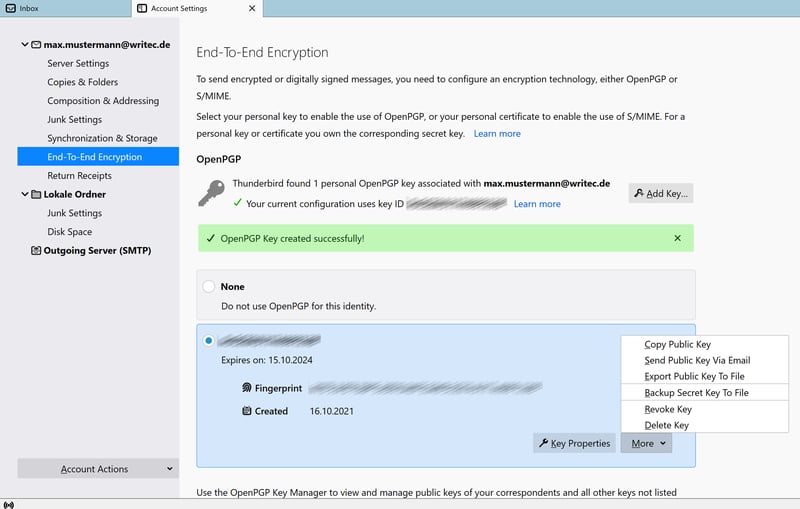 Inbox
Account Settings
max.mustermann@writec.de
Server Settings
Copies & Folders
Composition & Addressing
Junk Settings
Synchronization & Storage
End-To-End Encryption
Return Receipts
Lokale Ordner
Junk Settings
Disk Space
Outgoing Server (SMTP)
Account Actions
End-To-End Encryption
To send encrypted or digitally signed messages, you need to configure an encryption technology, either OpenPGP or
S/MIME.
Select your personal key to enable the use of OpenPGP, or your personal certificate to enable the use of S/MIME. For a
personal key or certificate you own the corresponding secret key. Learn more
OpenPGP
Thunderbird found 1 personal OpenPGP key associated with max.mustermann@writec.de
Your current configuration uses key ID Learn more
Add Key...
OpenPGP Key created successfully!
None
Do not use OpenPGP for this identity.
Expires on: 15.10.2024
Fingerprint
Created 16.10.2021
Key Properties
More
Copy Public Key
Send Public Key Via Email
Export Public Key To File
Backup Secret Key To File
Revoke Key
Delete Key
Use the OpenPGP Key Manager to view and manage public keys of your correspondents and all other keys not listed